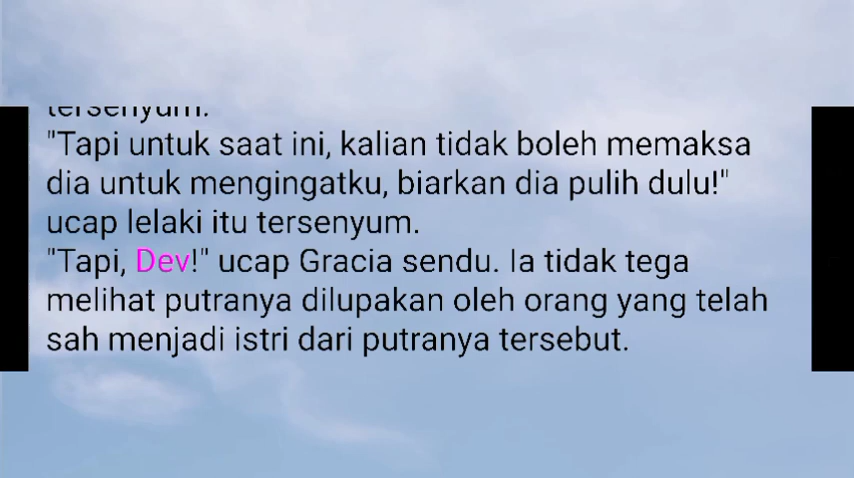 tersenyum.
"Tapi untuk saat ini, kalian tidak boleh memaksa
dia untuk mengingatku, biarkan dia pulih dulu!"
ucap lelaki itu tersenyum.
"Tapi, Dev!" ucap Gracia sendu. Ia tidak tega
melihat putranya dilupakan oleh orang yang telah
sah menjadi istri dari putranya tersebut.